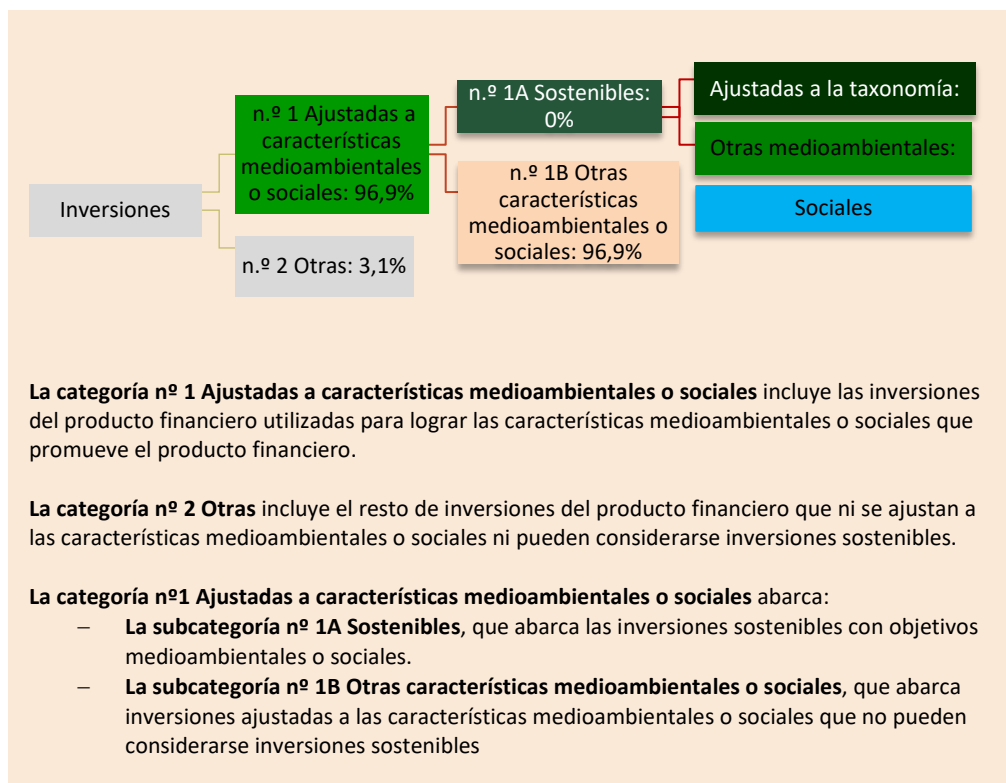 Inversiones
n.º 1 Ajustadas a
características
medioambientales
o sociales: 96,9%
n.º 2 Otras: 3,1%
n.º 1A Sostenibles:
0%
n.º 1B Otras
características
medioambientales o
sociales: 96,9%
Ajustadas a la taxonomía:
Otras medioambientales:
Sociales
La categoría nº 1 Ajustadas a características medioambientales o sociales incluye las inversiones
del producto financiero utilizadas para lograr las características medioambientales o sociales que
promueve el producto financiero.
La categoría nº 2 Otras incluye el resto de inversiones del producto financiero que ni se ajustan a
las características medioambientales o sociales ni pueden considerarse inversiones sostenibles.
La categoría nº1 Ajustadas a características medioambientales o sociales abarca:
– La subcategoría nº 1A Sostenibles, que abarca las inversiones sostenibles con objetivos
medioambientales o sociales.
– La subcategoría nº 1B Otras características medioambientales o sociales, que abarca
inversiones ajustadas a las características medioambientales o sociales que no pueden
considerarse inversiones sostenibles